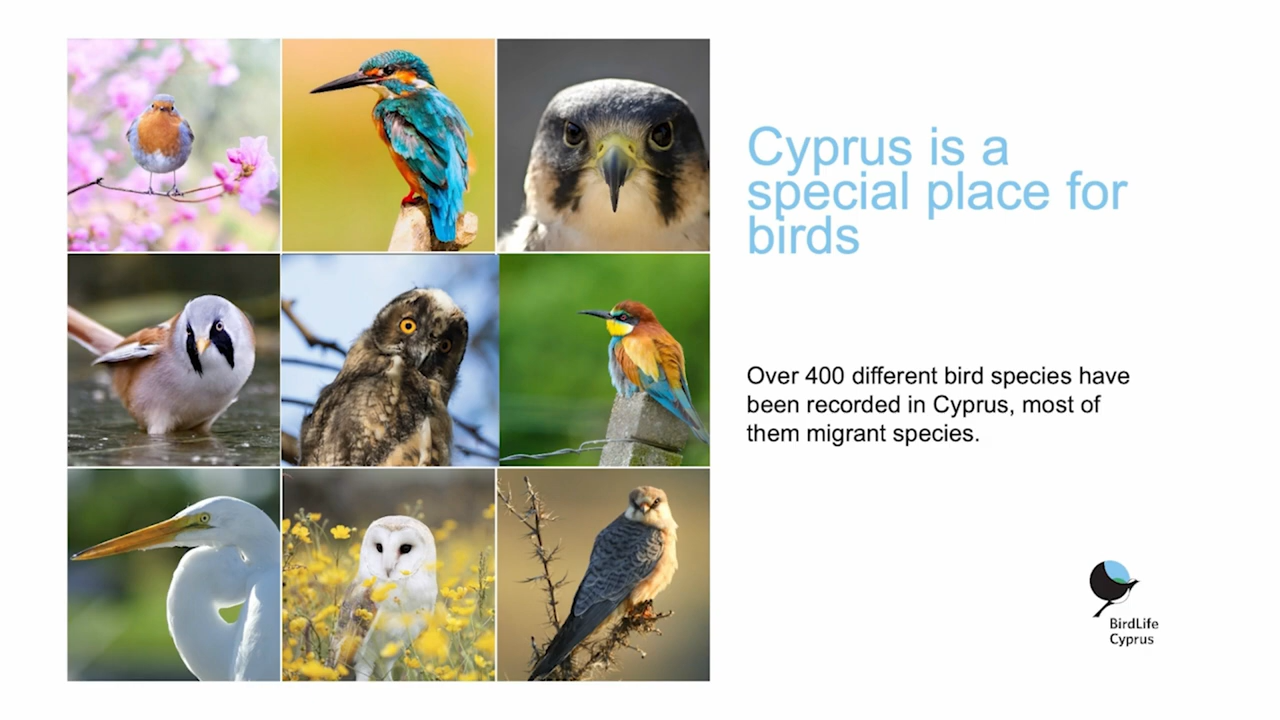 Cyprus is a
special place for
birds
Over 400 different bird species have
been recorded in Cyprus, most of
them migrant species.
BirdLife
Cyprus